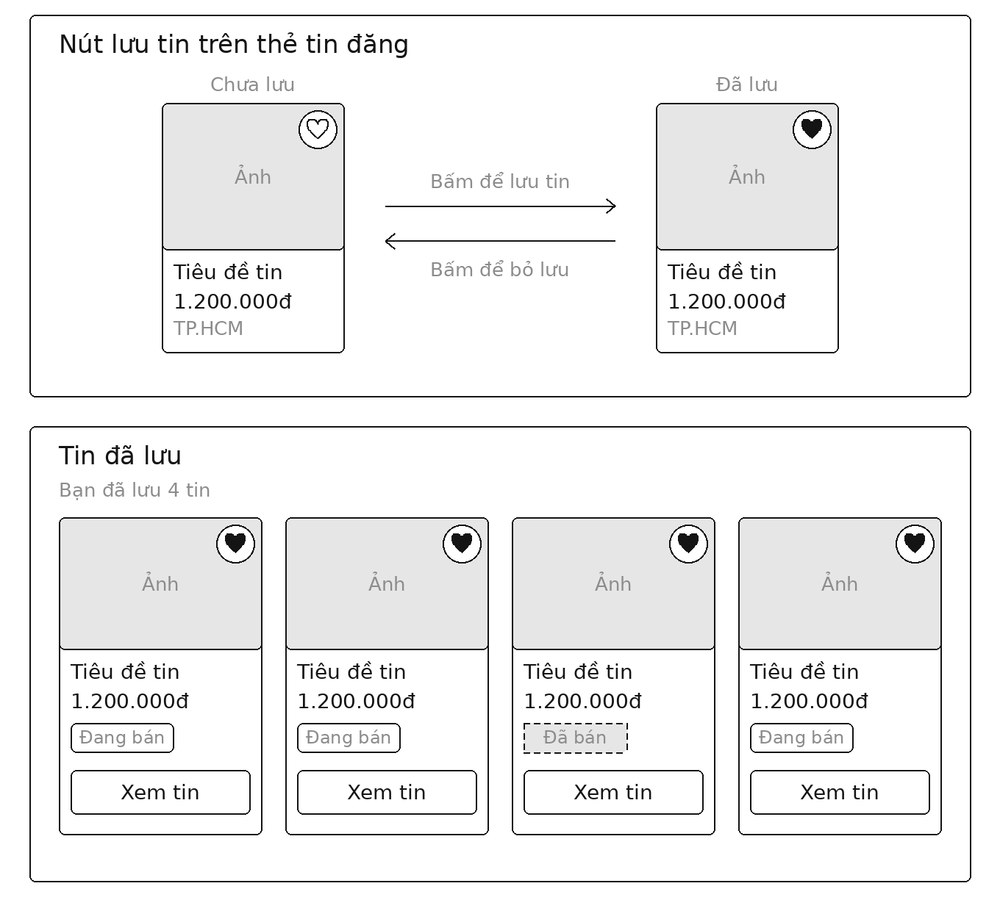 Nút lưu tin trên thẻ tin đăng
Chưa lưu
Đã lưu
Ảnh
Ảnh
Bấm để lưu tin
Bấm để bỏ lưu
Tiêu đề tin
1.200.000đ
TP.HCM
Tiêu đề tin
1.200.000đ
TP.HCM
Tin đã lưu
Bạn đã lưu 4 tin
Ảnh
Tiêu đề tin
1.200.000đ
Đang bán
Xem tin
Ảnh
Tiêu đề tin
1.200.000đ
Đang bán
Xem tin
Ảnh
Tiêu đề tin
1.200.000đ
Đã bán
Xem tin
Ảnh
Tiêu đề tin
1.200.000đ
Đang bán
Xem tin